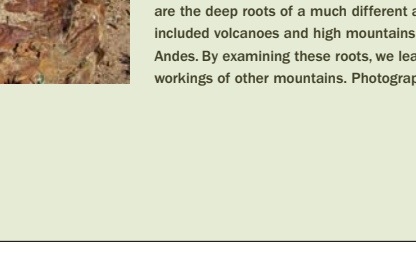 are the deep roots of a much different
included volcanoes and high mountains
Andes. By examining these roots, we
workings of other mountains.